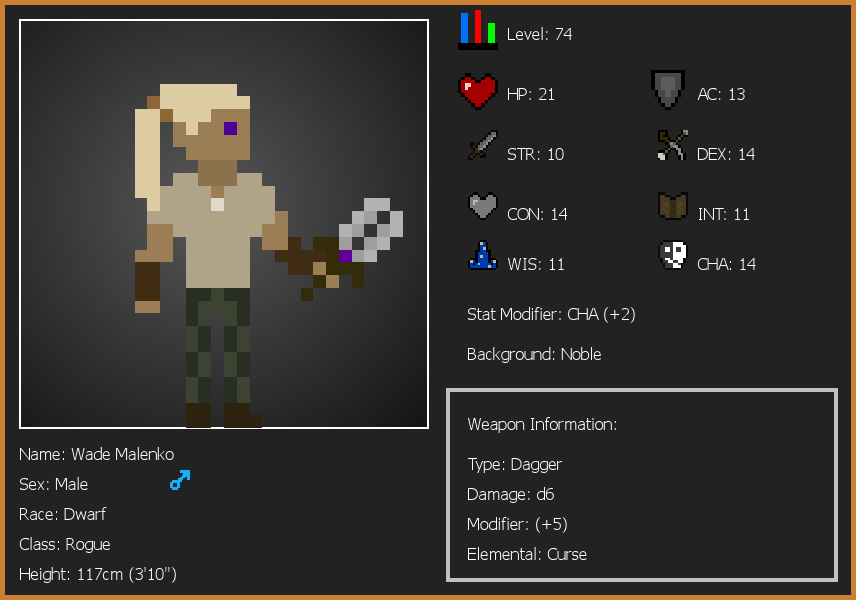 Level: 74
HP: 21
AC: 13
STR: 10
DEX: 14
CON: 14
INT: 11
WIS: 11
CHA: 14
Stat Modifier: CHA (+2)
Background: Noble
Weapon Information:
Type: Dagger
Damage: d6
Modifier: (+5)
Elemental: Curse
Name: Wade Malenko
Sex: Male
Race: Dwarf
Class: Rogue
Height: 117cm (3'10")